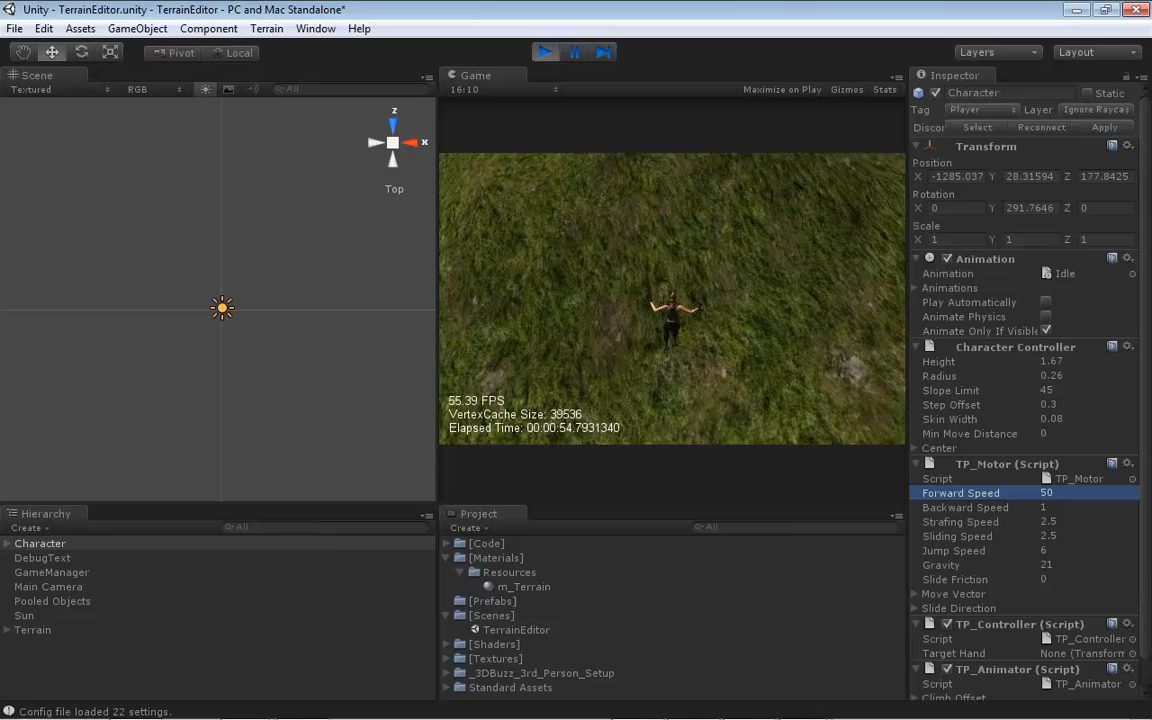 Unity - TerrainEditor.unity - TerrainEditor - PC and Mac Standalone*
File Edit Assets GameObject Component Terrain Window Help
Pivot Local Layers Layout
Scene
Textured RGB All
z
x
Top
Game
16:10 Maximize on Play Gizmos Stats
55.39 FPS
VertexCache Size: 39536
Elapsed Time: 00:00:54.7931340
Inspector
Character Static
Tag Player Layer Ignore Rayca
Discor Select Reconnect Apply
Transform
Position
X -1285.037 Y 28.31594 Z 177.8425
Rotation
X 0 Y 291.7646 Z 0
Scale
X 1 Y 1 Z 1
Animation
Animation Idle
Animations
Play Automatically
Animate Physics
Animate Only If Visible
Character Controller
Height 1.67
Radius 0.26
Slope Limit 45
Step Offset 0.3
Skin Width 0.08
Min Move Distance 0
Center
TP_Motor (Script)
Script TP_Motor
Forward Speed 50
Backward Speed 1
Strafing Speed 2.5
Sliding Speed 2.5
Jump Speed 6
Gravity 21
Slide Friction 0
Move Vector
Slide Direction
TP_Controller (Script)
Script TP_Controller
Target Hand None (Transform
TP_Animator (Script)
Script TP_Animator
Climb Offset
Hierarchy
Create All
Character
DebugText
GameManager
Main Camera
Pooled Objects
Sun
Terrain
Project
Create All
[Code]
[Materials]
Resources
m_Terrain
[Prefabs]
[Scenes]
TerrainEditor
[Shaders]
[Textures]
_3DBuzz_3rd_Person_Setup
Standard Assets
Config file loaded 22 settings.